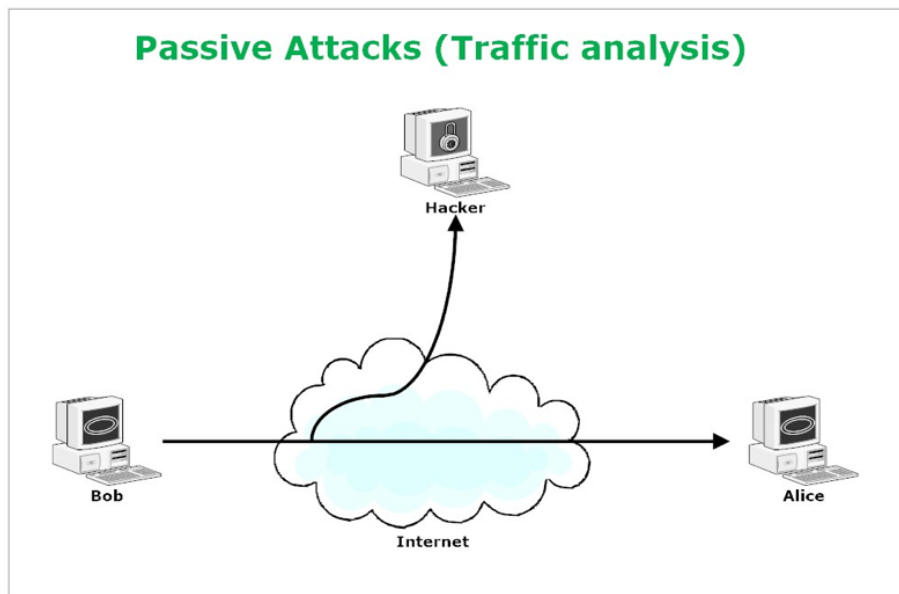 Passive Attacks (Traffic analysis)
Hacker
Bob
Alice
Internet